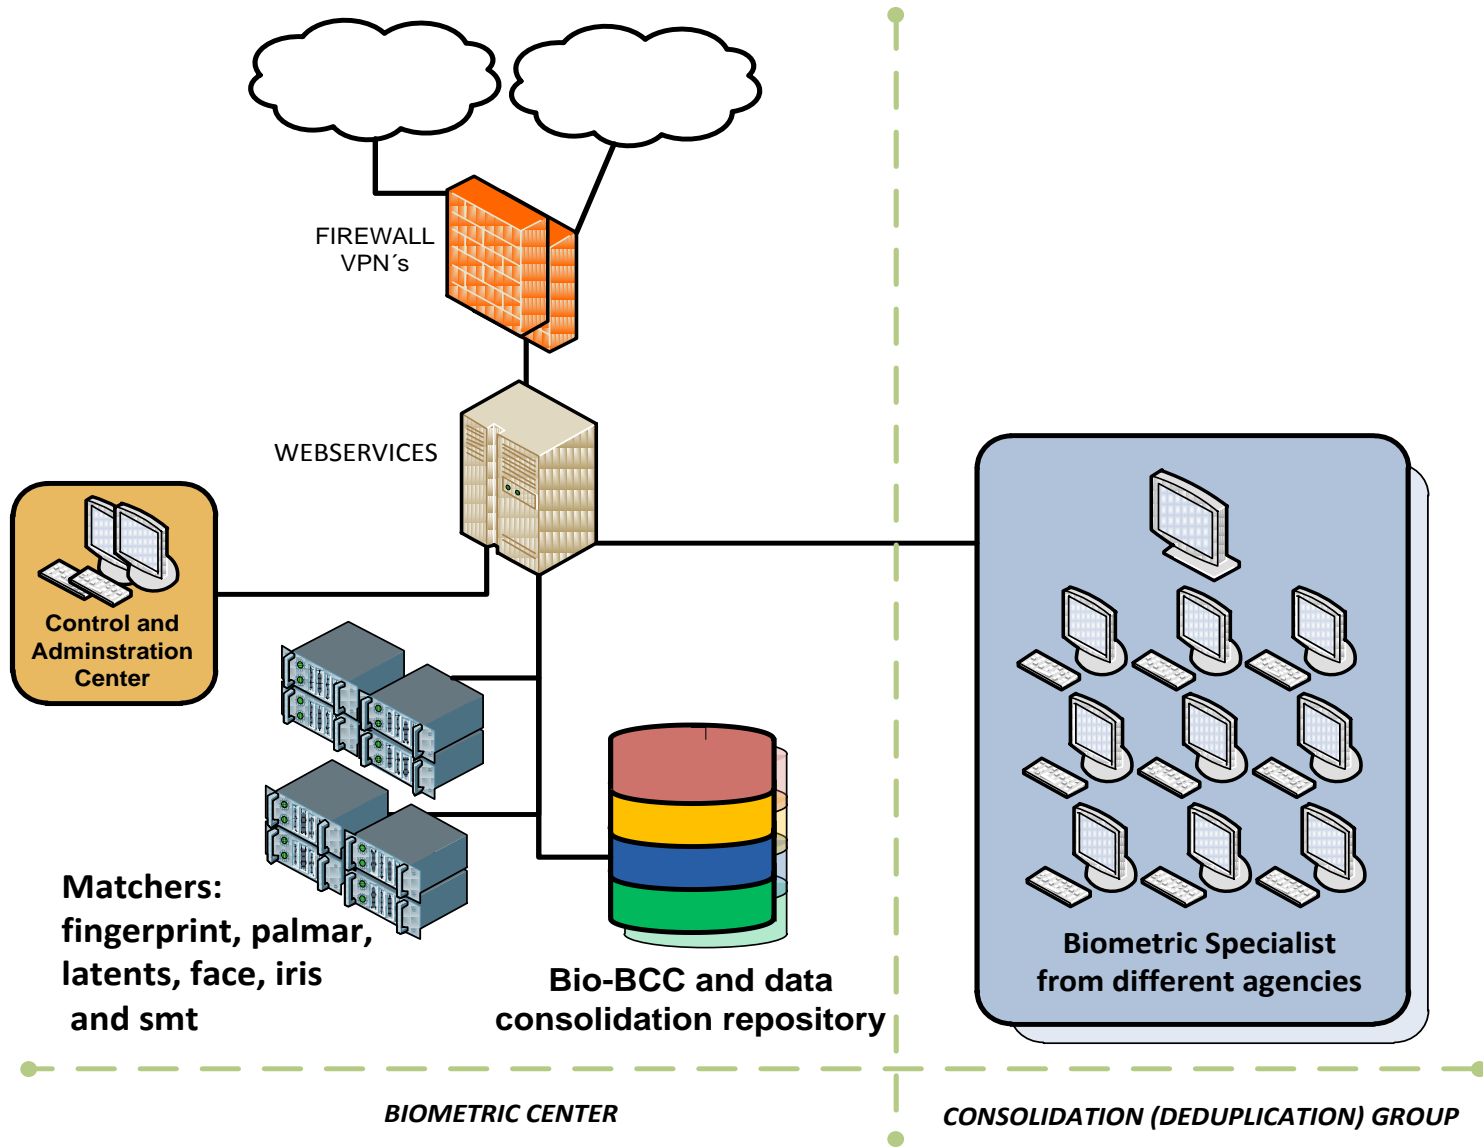 FIREWALL
VPN´s
WEBSERVICES
Control and
Adminstration
Center
Matchers:
fingerprint, palmar,
latents, face, iris
and smt
Bio-BCC and data
consolidation repository
Biometric Specialist
from different agencies
BIOMETRIC CENTER
CONSOLIDATION (DEDUPLICATION) GROUP